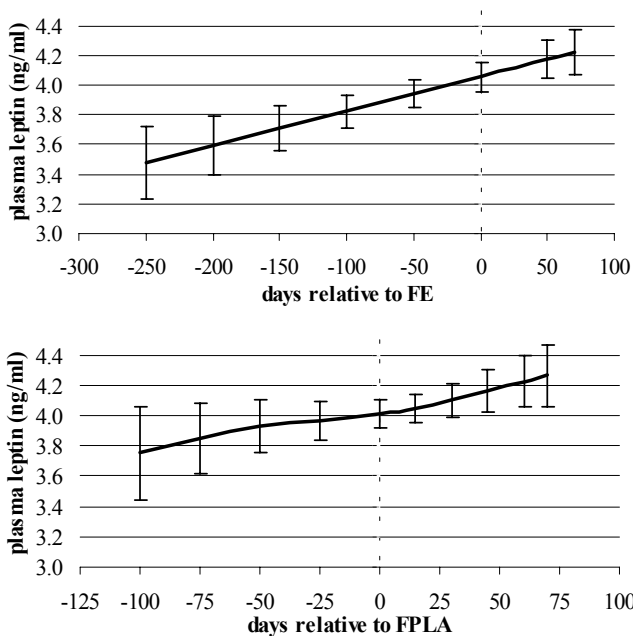 4.4
4.2
4.0
3.8
3.6
3.4
3.2
3.0
plasma leptin (ng/ml)
-300 -250 -200 -150 -100 -50 0 50 100
days relative to FE
4.4
4.2
4.0
3.8
3.6
3.4
3.2
3.0
plasma leptin (ng/ml)
-125 -100 -75 -50 -25 0 25 50 75
days relative to FPLA